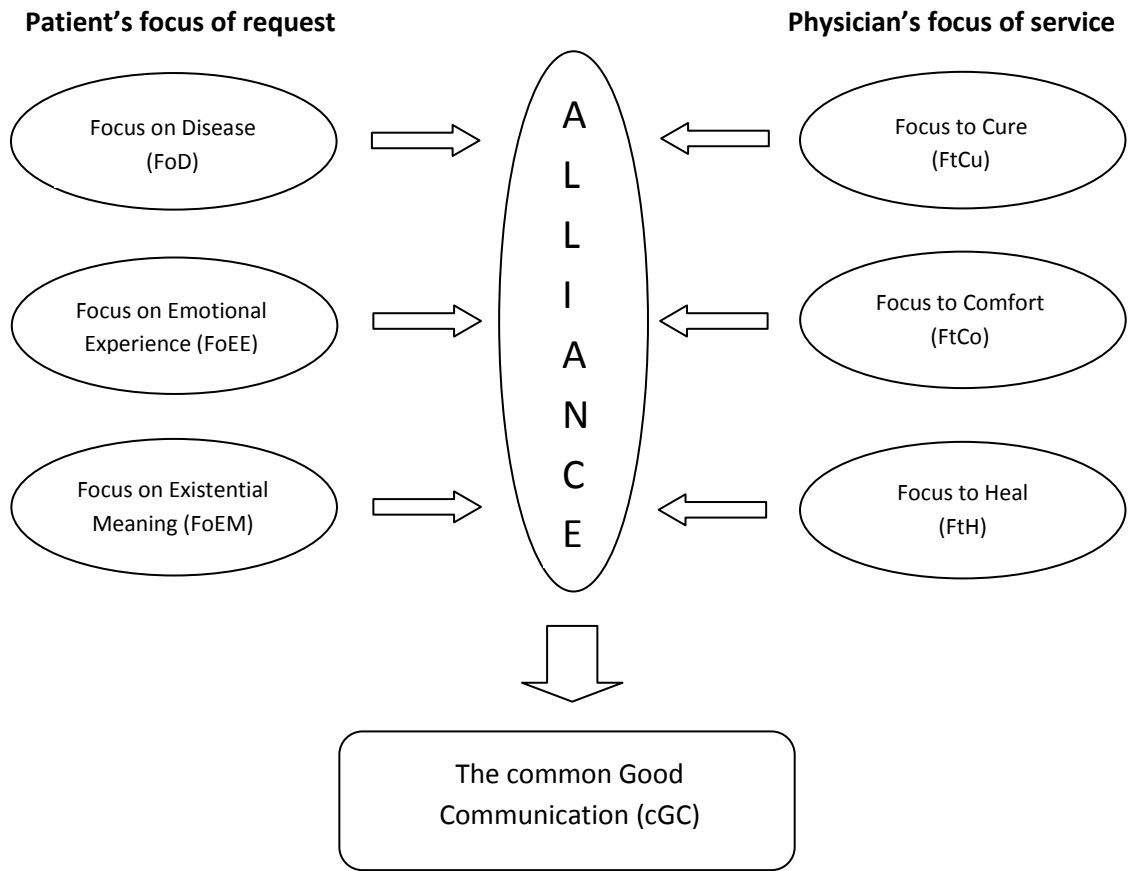 Patient’s focus of request
Physician’s focus of service
Focus on Disease
(FoD)
Focus on Emotional
Experience (FoEE)
Focus on Existential
Meaning (FoEM)
A
L
L
I
A
N
C
E
Focus to Cure
(FtCu)
Focus to Comfort
(FtCo)
Focus to Heal
(FtH)
The common Good
Communication (cGC)